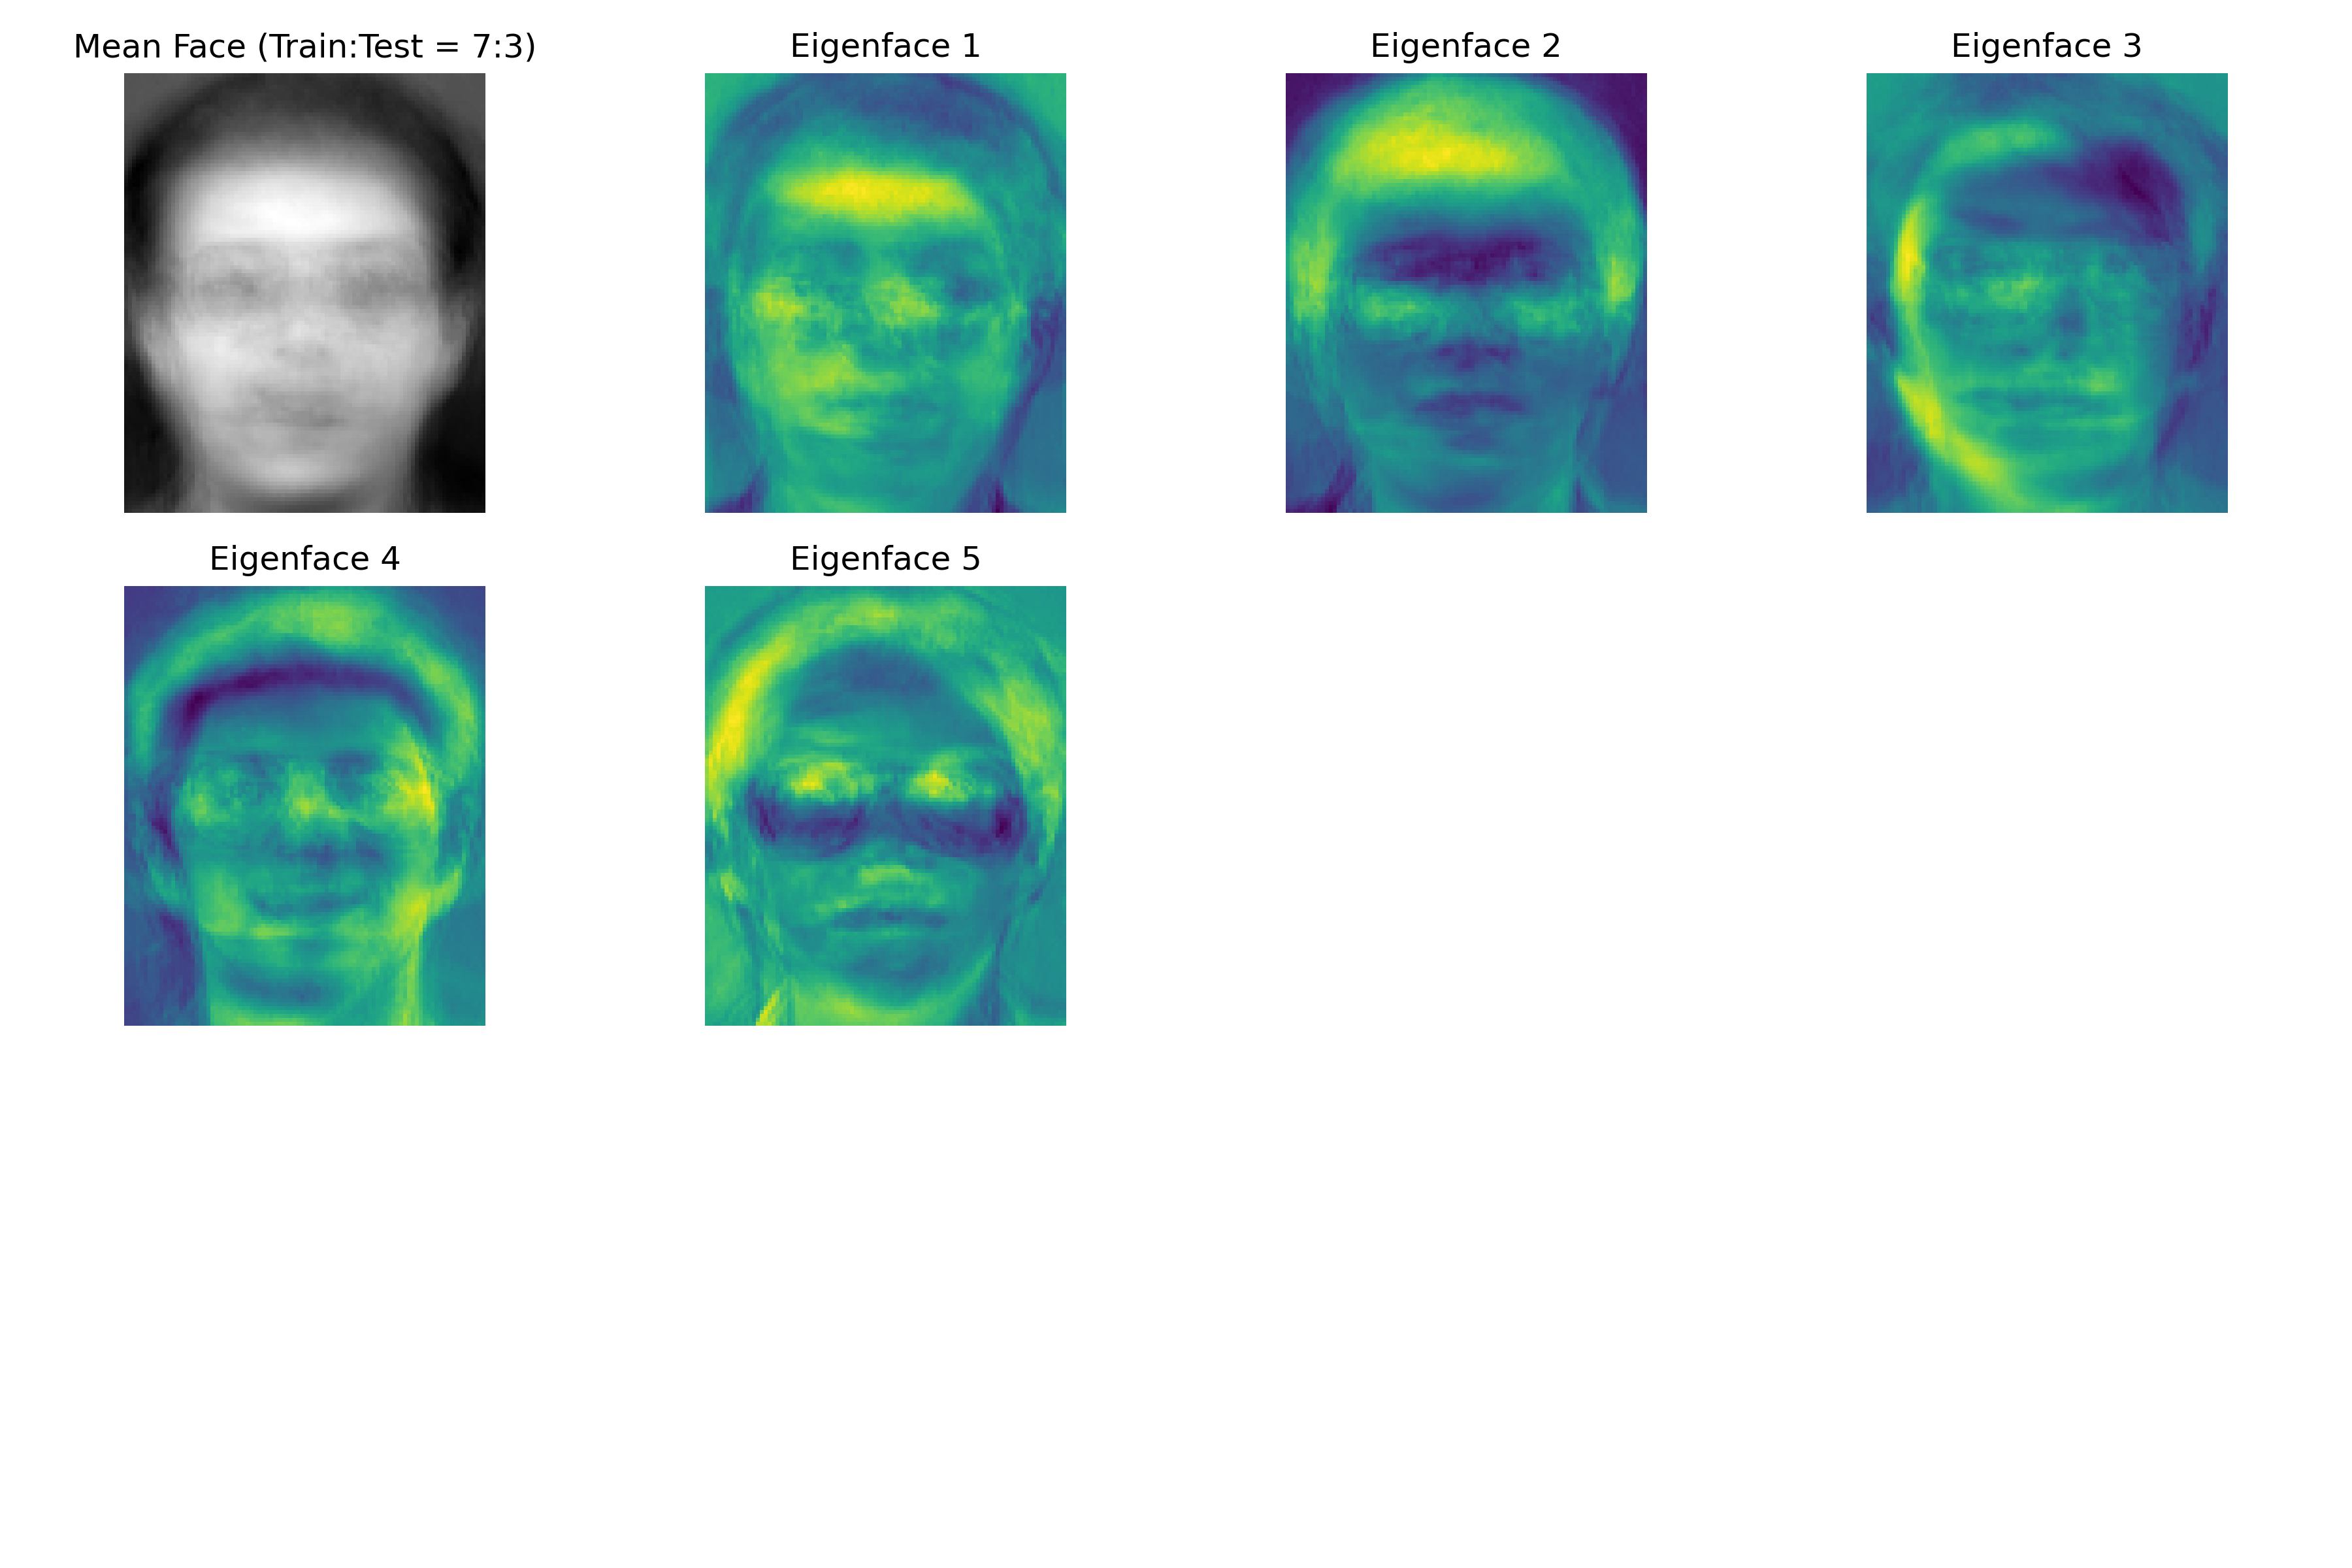 Mean Face (Train:Test = 7:3)
Eigenface 1
Eigenface 2
Eigenface 3
Eigenface 4
Eigenface 5